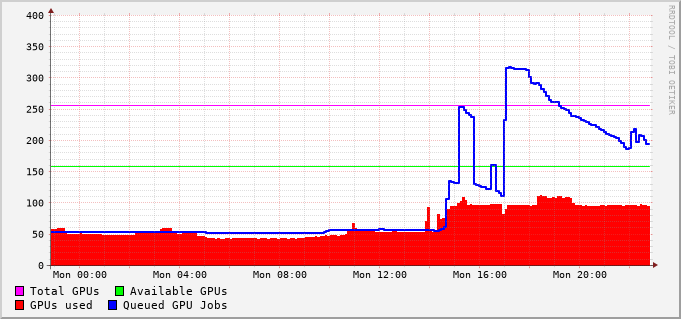 400
350
300
250
200
150
100
50
0
Mon 00:00 Mon 04:00 Mon 08:00 Mon 12:00 Mon 16:00 Mon 20:00
Total GPUs Available GPUs
GPUs used Queued GPU Jobs
RRDTOOL / TOBI OETIKER